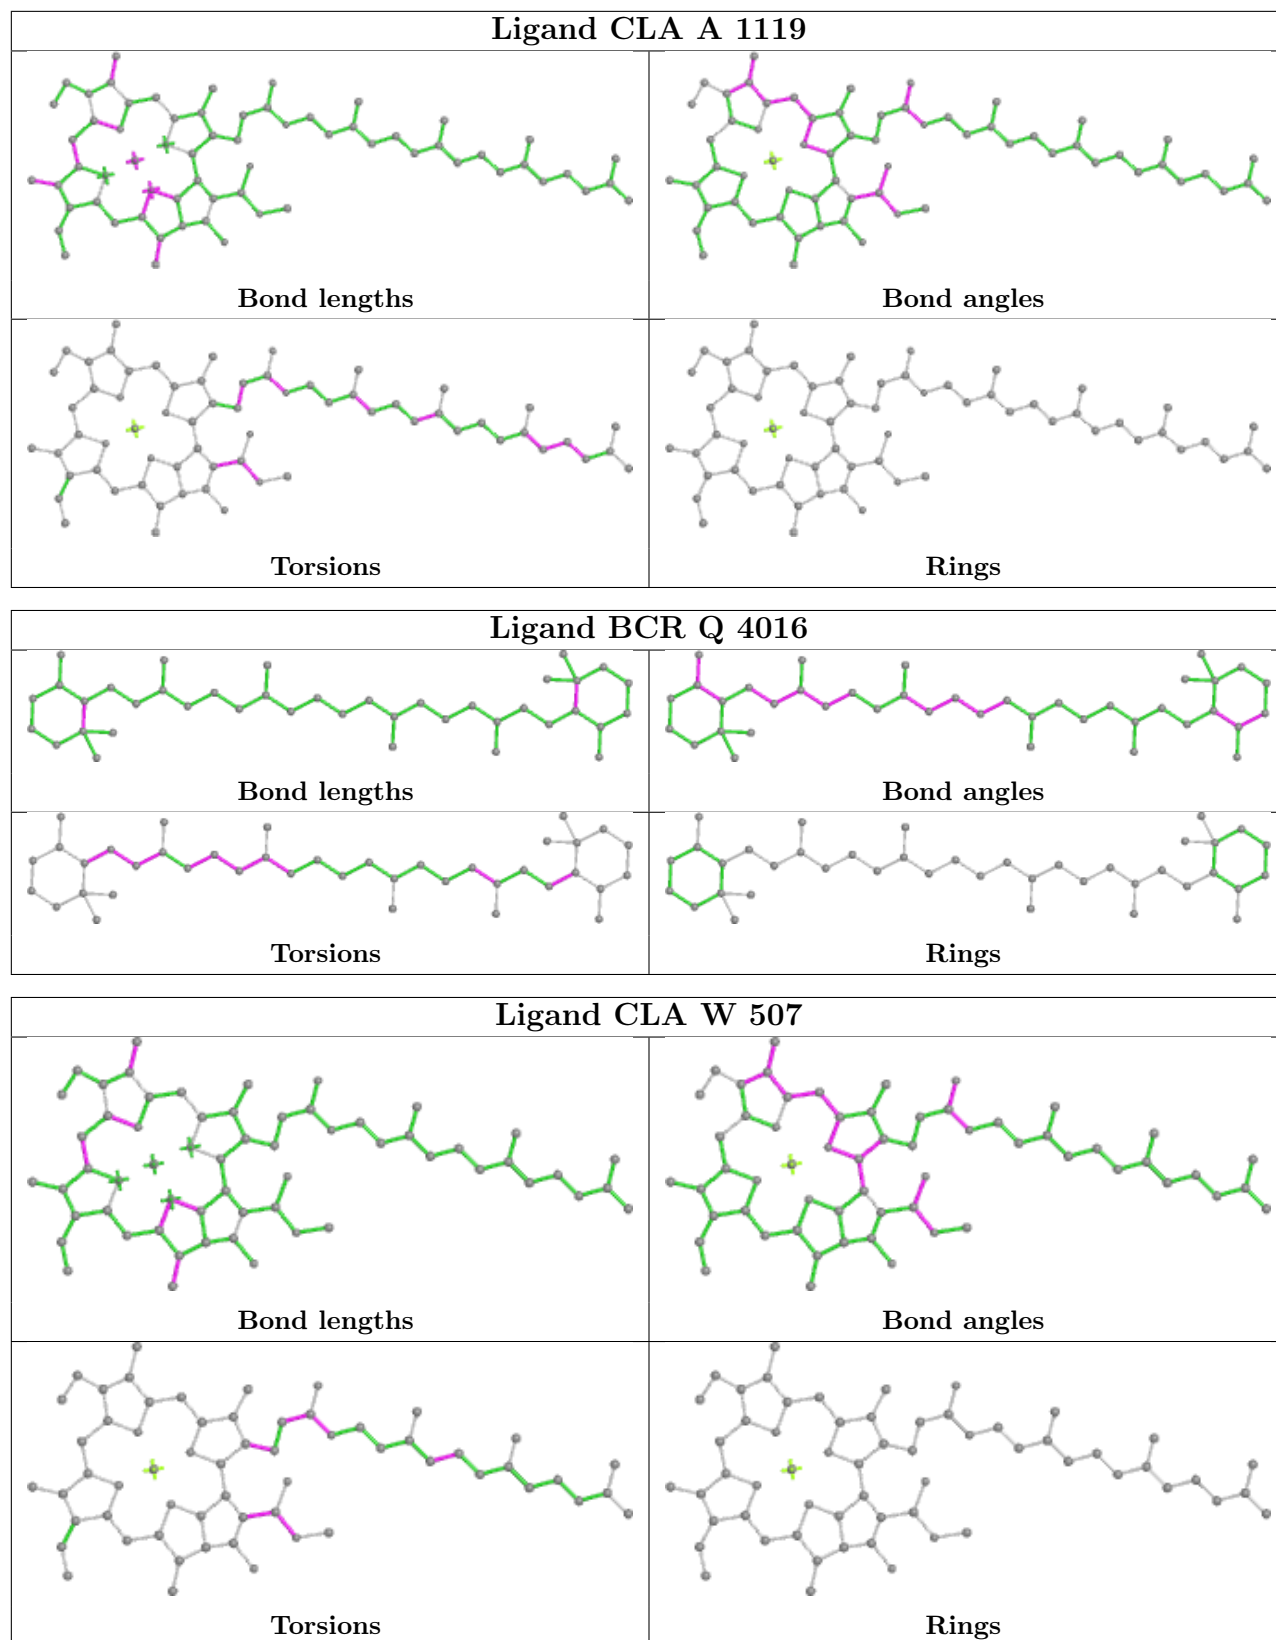 Ligand CLA A 1119
Bond lengths
Bond angles
Torsions
Rings
Ligand BCR Q 4016
Bond lengths
Bond angles
Torsions
Rings
Ligand CLA W 507
Bond lengths
Bond angles
Torsions
Rings